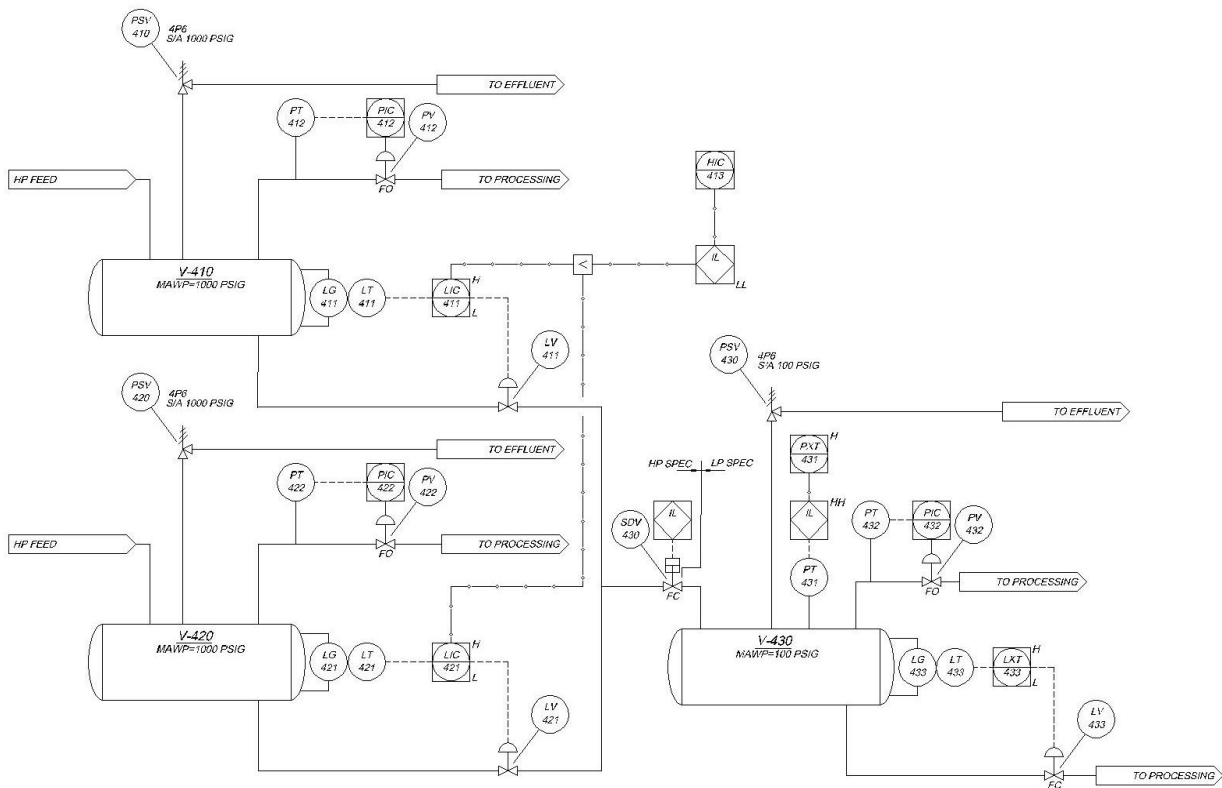 PSV
410
4P6
S/A 1000 PSIG
TO EFFLUENT
PT
412
PIC
412
PV
412
FO
HP FEED
TO PROCESSING
HIC
413
IL
LL
<
V-410
MAWP=1000 PSIG
LG
411
LT
411
LIC
411
H
L
LV
411
PSV
420
4P6
S/A 1000 PSIG
TO EFFLUENT
PT
422
PIC
422
PV
422
FO
HP FEED
TO PROCESSING
V-420
MAWP=1000 PSIG
LG
421
LT
421
LIC
421
H
L
LV
421
PSV
430
4P6
S/A 100 PSIG
TO EFFLUENT
HP SPEC
LP SPEC
SDV
430
IL
FC
PXT
431
H
IL
HH
PT
431
PT
432
PIC
432
PV
432
FO
TO PROCESSING
V-430
MAWP=100 PSIG
LG
433
LT
433
LXT
433
H
L
LV
433
FC
TO PROCESSING